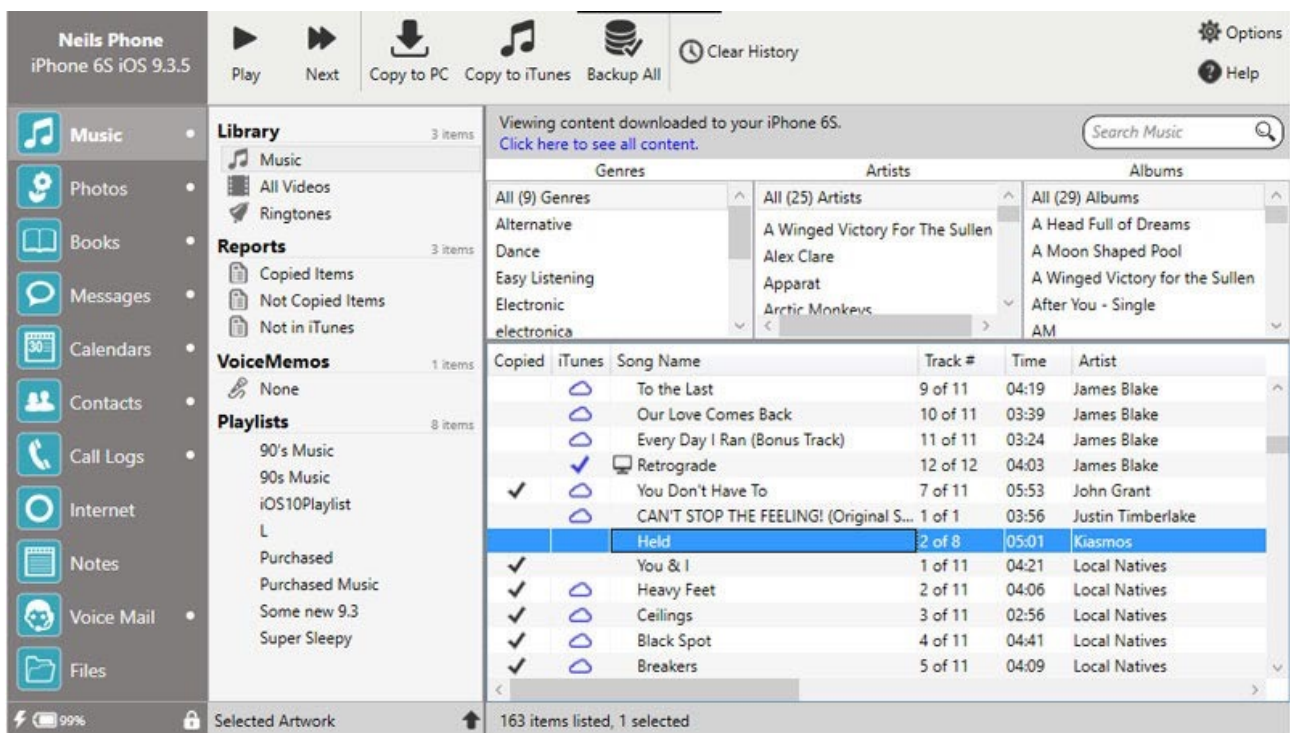 Neils Phone
iPhone 6S iOS 9.3.5
Play
Next
Copy to PC
Copy to iTunes
Backup All
Clear History
Options
Help
Music
Photos
Books
Messages
30
Calendars
Contacts
Call Logs
Internet
Notes
Voice Mail
Files
99%
Library 3 items
Music
All Videos
Ringtones
Reports 3 items
Copied Items
Not Copied Items
Not in iTunes
VoiceMemos 1 items
None
Playlists 8 items
90's Music
90s Music
iOS10Playlist
L
Purchased
Purchased Music
Some new 9.3
Super Sleepy
Selected Artwork
Viewing content downloaded to your iPhone 6S.
Click here to see all content.
Search Music
Genres
All (9) Genres
Alternative
Dance
Easy Listening
Electronic
electronica
Artists
All (25) Artists
A Winged Victory For The Sullen
Alex Clare
Apparat
Arctic Monkeys
Albums
All (29) Albums
A Head Full of Dreams
A Moon Shaped Pool
A Winged Victory for the Sullen
After You - Single
AM
Copied iTunes Song Name Track # Time Artist
To the Last 9 of 11 04:19 James Blake
Our Love Comes Back 10 of 11 03:39 James Blake
Every Day I Ran (Bonus Track) 11 of 11 03:24 James Blake
Retrograde 12 of 12 04:03 James Blake
You Don't Have To 7 of 11 05:53 John Grant
CAN'T STOP THE FEELING! (Original S... 1 of 1 03:56 Justin Timberlake
Held 2 of 8 05:01 Kiasmos
You & I 1 of 11 04:21 Local Natives
Heavy Feet 2 of 11 04:06 Local Natives
Ceilings 3 of 11 02:56 Local Natives
Black Spot 4 of 11 04:41 Local Natives
Breakers 5 of 11 04:09 Local Natives
163 items listed, 1 selected